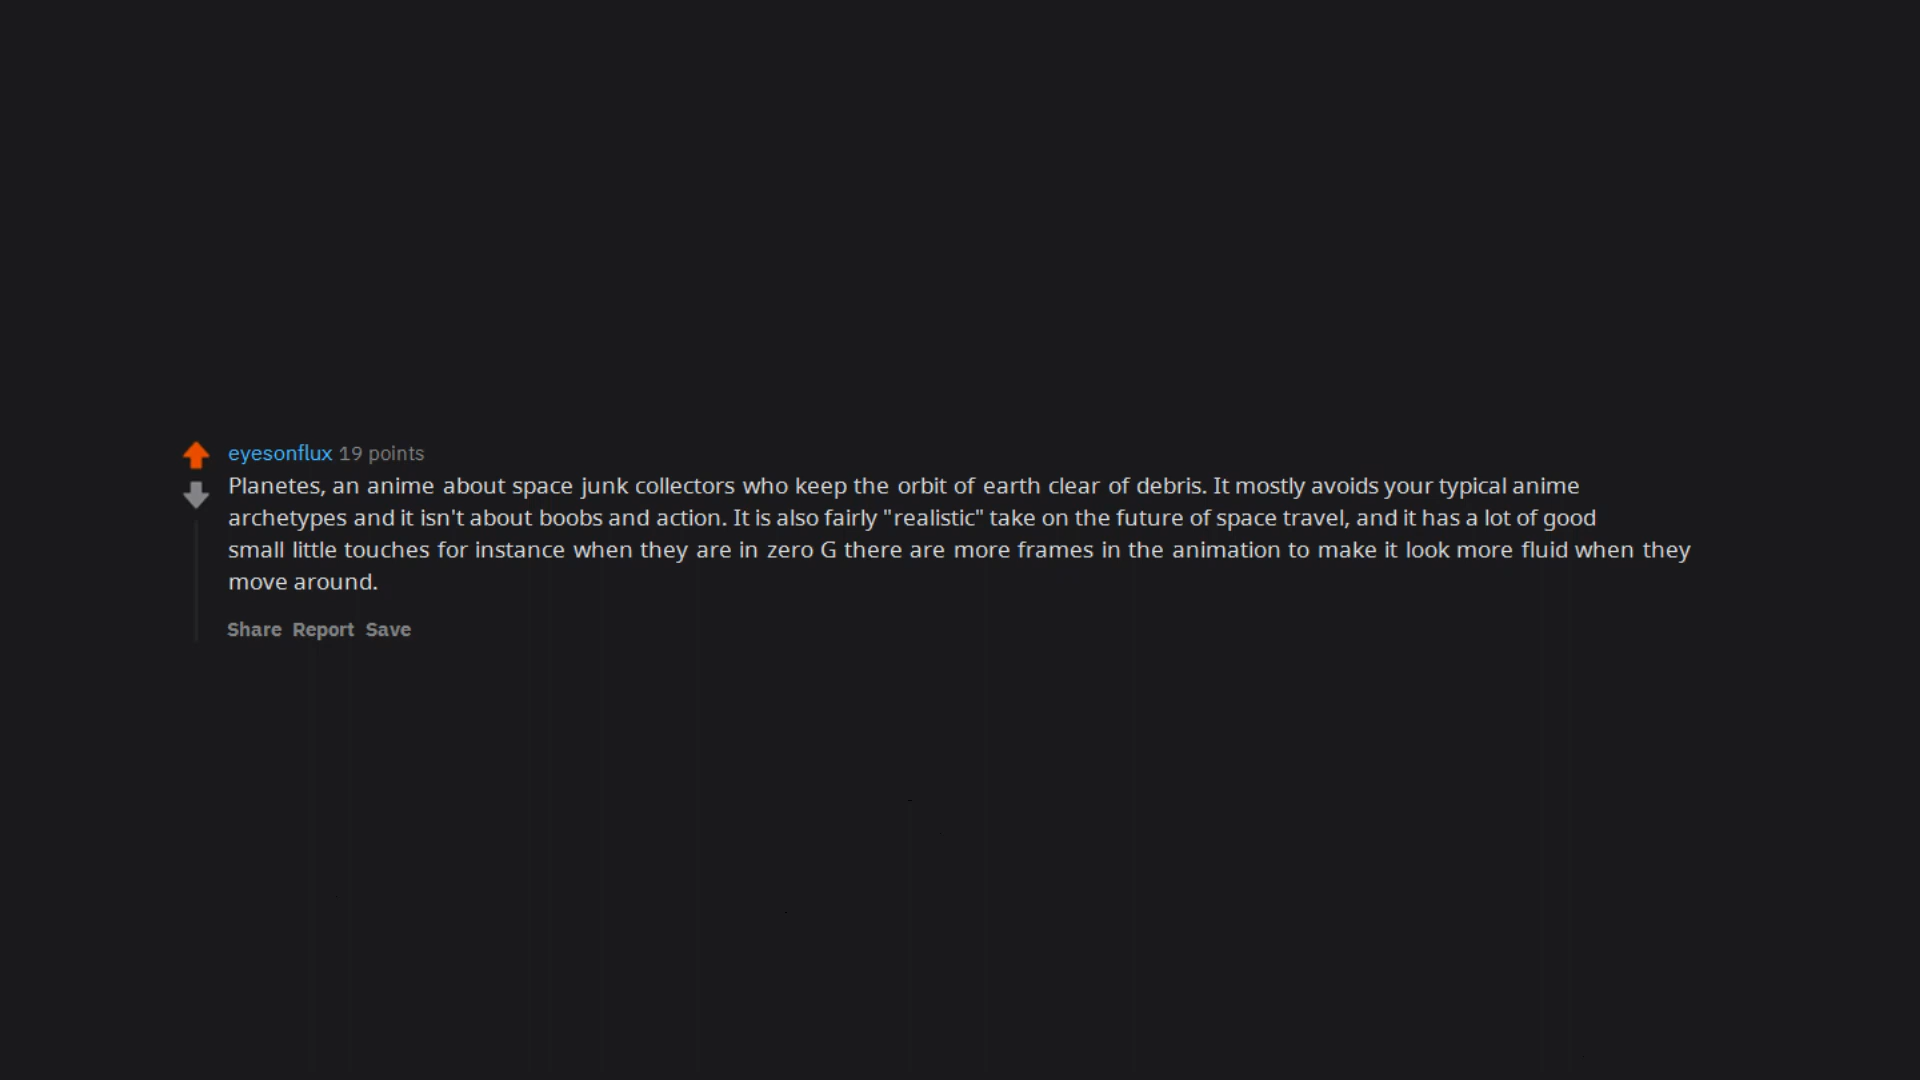 eyesonflux 19 points
Planetes, an anime about space junk collectors who keep the orbit of earth clear of debris. It mostly avoids your typical anime
archetypes and it isn't about boobs and action. It is also fairly "realistic" take on the future of space travel, and it has a lot of good
small little touches for instance when they are in zero G there are more frames in the animation to make it look more fluid when they
move around.
Share Report Save